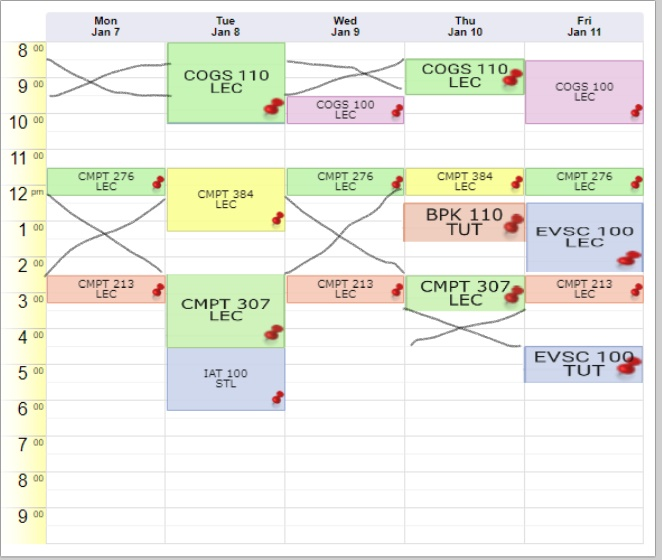 Mon Tue Wed Thu Fri
Jan 7 Jan 8 Jan 9 Jan 10 Jan 11
8 00
COGS 110
LEC
COGS 110
LEC
9 00
COGS 100
LEC
COGS 100
LEC
10 00
11 00
CMPT 276
LEC
CMPT 384
LEC
CMPT 276
LEC
CMPT 384
LEC
CMPT 276
LEC
12 pm
BPK 110
TUT
1 00
EVSC 100
LEC
2 00
CMPT 213
LEC
CMPT 307
LEC
CMPT 213
LEC
CMPT 307
LEC
CMPT 213
LEC
3 00
4 00
EVSC 100
TUT
5 00
IAT 100
STL
6 00
7 00
8 00
9 00